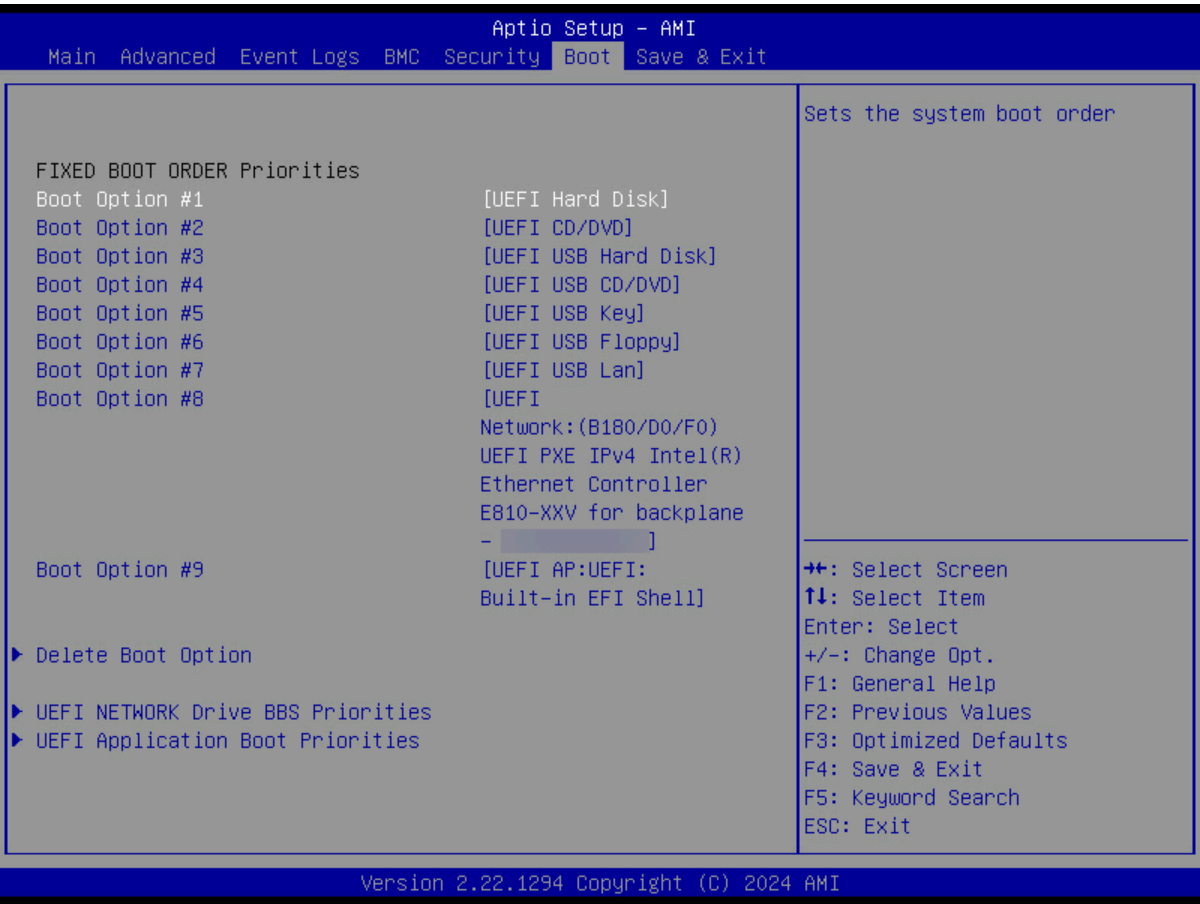 Aptio Setup – AMI
Main Advanced Event Logs BMC Security Boot Save & Exit
Sets the system boot order
FIXED BOOT ORDER Priorities
Boot Option #1 [UEFI Hard Disk]
Boot Option #2 [UEFI CD/DVD]
Boot Option #3 [UEFI USB Hard Disk]
Boot Option #4 [UEFI USB CD/DVD]
Boot Option #5 [UEFI USB Key]
Boot Option #6 [UEFI USB Floppy]
Boot Option #7 [UEFI USB Lan]
Boot Option #8 [UEFI
Network:(B180/D0/F0)
UEFI PXE IPv4 Intel(R)
Ethernet Controller
E810-XXV for backplane
– ]
Boot Option #9 [UEFI AP:UEFI:
Built-in EFI Shell]
Delete Boot Option
UEFI NETWORK Drive BBS Priorities
UEFI Application Boot Priorities
→←: Select Screen
↑↓: Select Item
Enter: Select
+/-: Change Opt.
F1: General Help
F2: Previous Values
F3: Optimized Defaults
F4: Save & Exit
F5: Keyword Search
ESC: Exit
Version 2.22.1294 Copyright (C) 2024 AMI